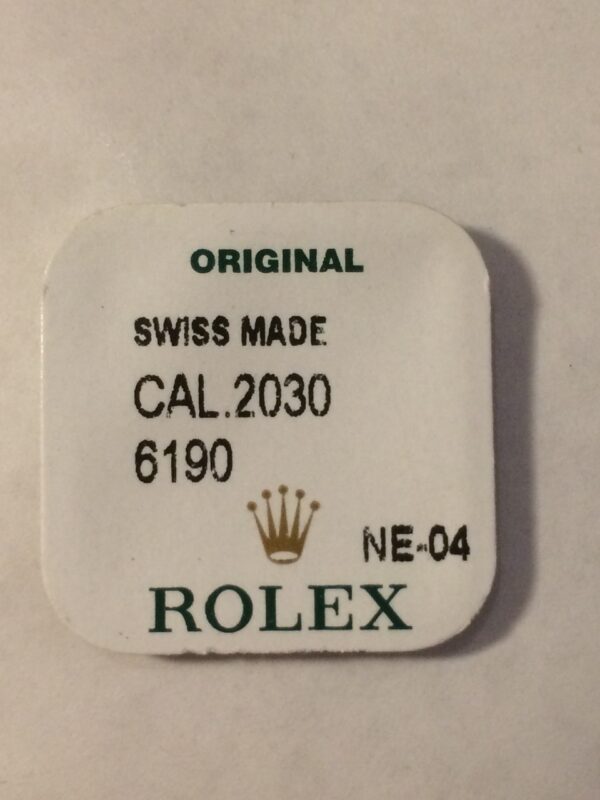 ORIGINAL
SWISS MADE
CAL.2030
6190
NE-04
ROLEX